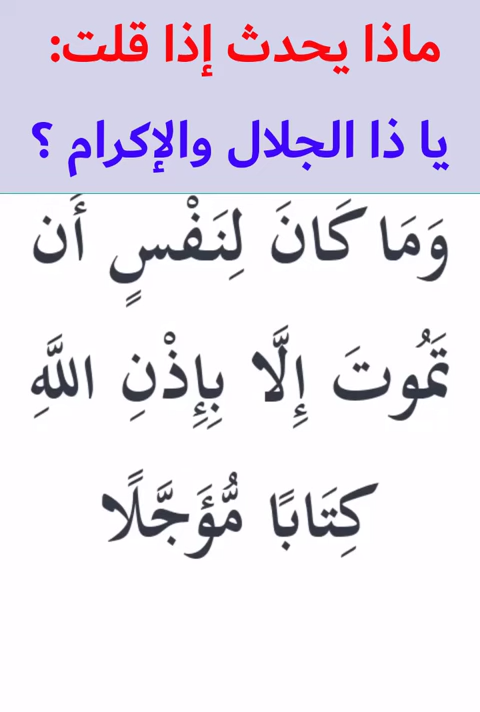 ماذا يحدث إذا قلت:
يا ذا الجلال والإكرام ؟
وَمَا كَانَ لِنَفْسٍ أَن
تَمُوتَ إِلَّا بِإِذْنِ اللَّهِ
كِتَابًا مُّؤَجَّلًا